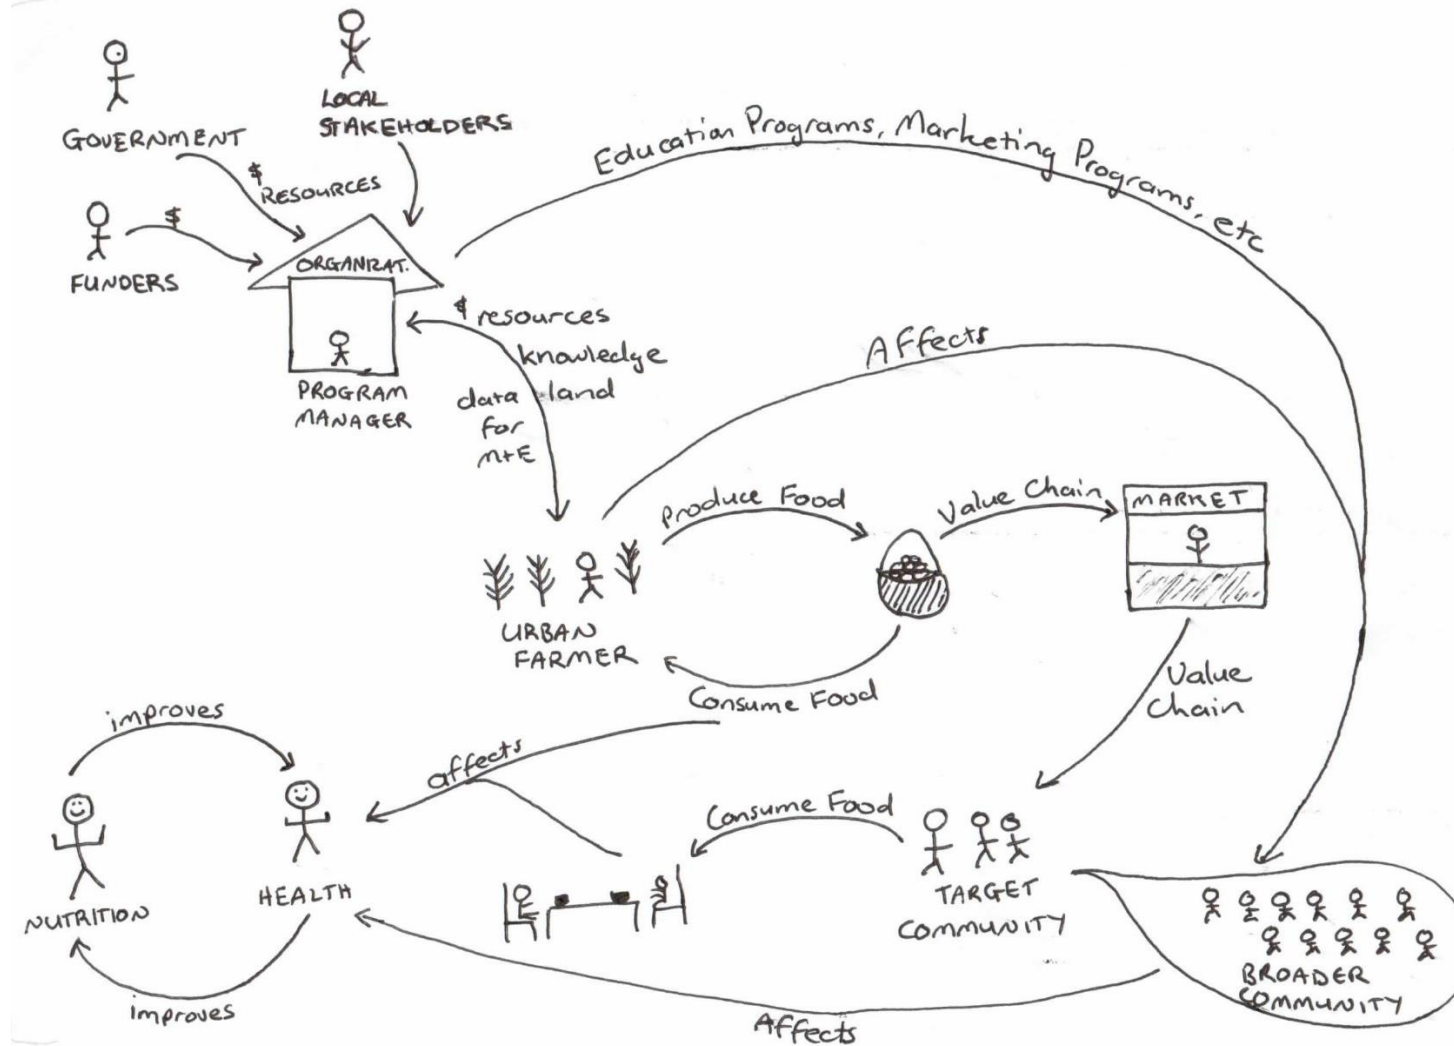 LOCAL
STAKEHOLDERS
GOVERNMENT
$
RESOURCES
$
FUNDERS
ORGANIZAT.
PROGRAM
MANAGER
Education Programs, Marketing Programs, etc
$ resources
knowledge
land
data
for
M+E
Affects
Produce Food
Value Chain
MARKET
URBAN
FARMER
Consume Food
Value
Chain
improves
affects
Consume Food
NUTRITION
HEALTH
TARGET
COMMUNITY
BROADER
COMMUNITY
improves
Affects